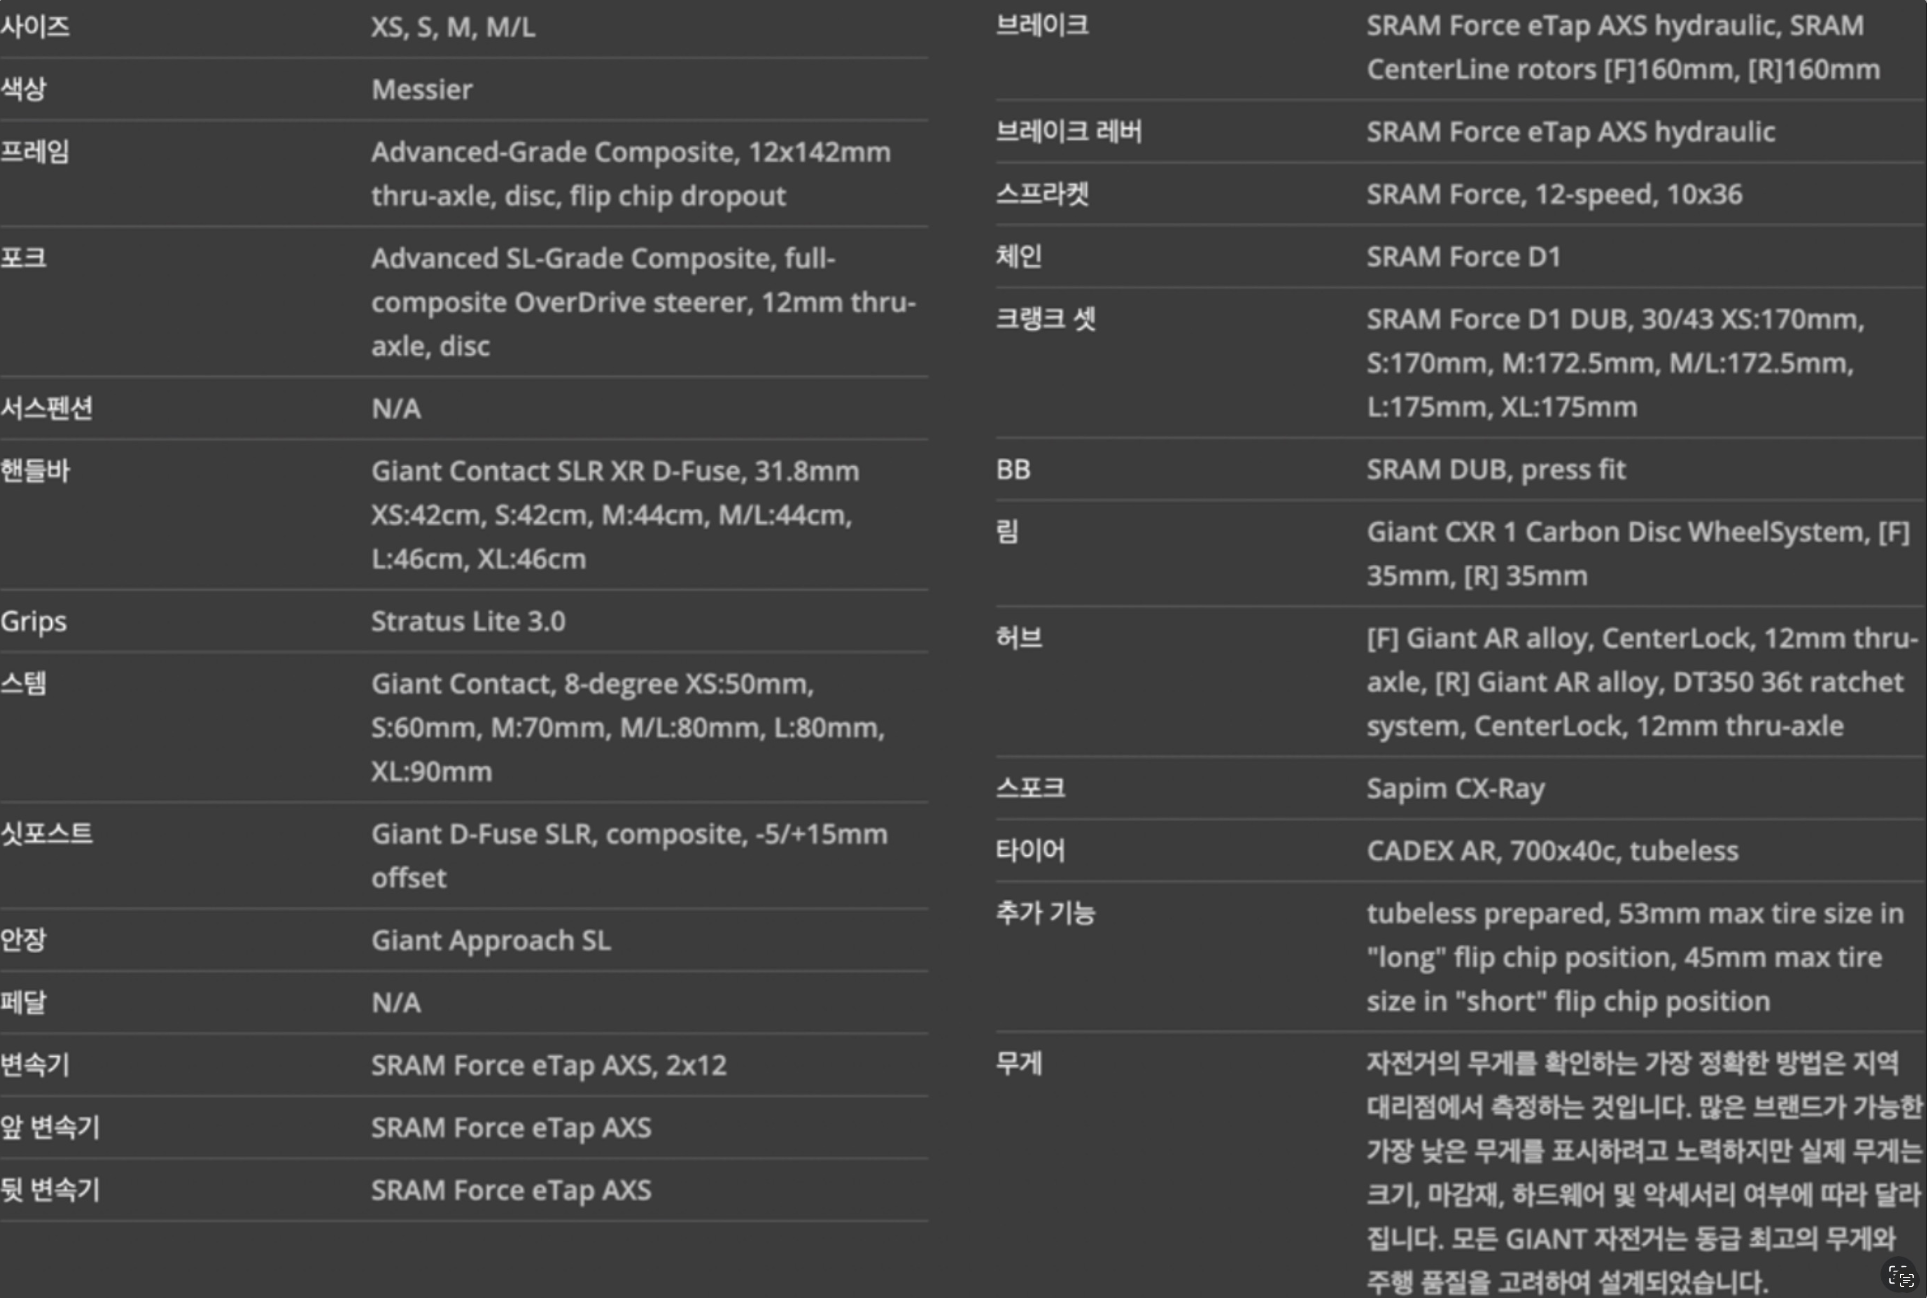 사이즈
XS, S, M, M/L
색상
Messier
프레임
Advanced-Grade Composite, 12x142mm
thru-axle, disc, flip chip dropout
포크
Advanced SL-Grade Composite, full-
composite OverDrive steerer, 12mm thru-
axle, disc
서스펜션
N/A
핸들바
Giant Contact SLR XR D-Fuse, 31.8mm
XS:42cm, S:42cm, M:44cm, M/L:44cm,
L:46cm, XL:46cm
Grips
Stratus Lite 3.0
스템
Giant Contact, 8-degree XS:50mm,
S:60mm, M:70mm, M/L:80mm, L:80mm,
XL:90mm
싯포스트
Giant D-Fuse SLR, composite, -5/+15mm
offset
안장
Giant Approach SL
페달
N/A
변속기
SRAM Force eTap AXS, 2x12
앞 변속기
SRAM Force eTap AXS
뒷 변속기
SRAM Force eTap AXS
브레이크
SRAM Force eTap AXS hydraulic, SRAM
CenterLine rotors [F]160mm, [R]160mm
브레이크 레버
SRAM Force eTap AXS hydraulic
스프라켓
SRAM Force, 12-speed, 10x36
체인
SRAM Force D1
크랭크 셋
SRAM Force D1 DUB, 30/43 XS:170mm,
S:170mm, M:172.5mm, M/L:172.5mm,
L:175mm, XL:175mm
BB
SRAM DUB, press fit
림
Giant CXR 1 Carbon Disc WheelSystem, [F]
35mm, [R] 35mm
허브
[F] Giant AR alloy, CenterLock, 12mm thru-
axle, [R] Giant AR alloy, DT350 36t ratchet
system, CenterLock, 12mm thru-axle
스포크
Sapim CX-Ray
타이어
CADEX AR, 700x40c, tubeless
추가 기능
tubeless prepared, 53mm max tire size in
"long" flip chip position, 45mm max tire
size in "short" flip chip position
무게
자전거의 무게를 확인하는 가장 정확한 방법은 지역
대리점에서 측정하는 것입니다. 많은 브랜드가 가능한
가장 낮은 무게를 표시하려고 노력하지만 실제 무게는
크기, 마감재, 하드웨어 및 악세서리 여부에 따라 달라
집니다. 모든 GIANT 자전거는 동급 최고의 무게와
주행 품질을 고려하여 설계되었습니다.